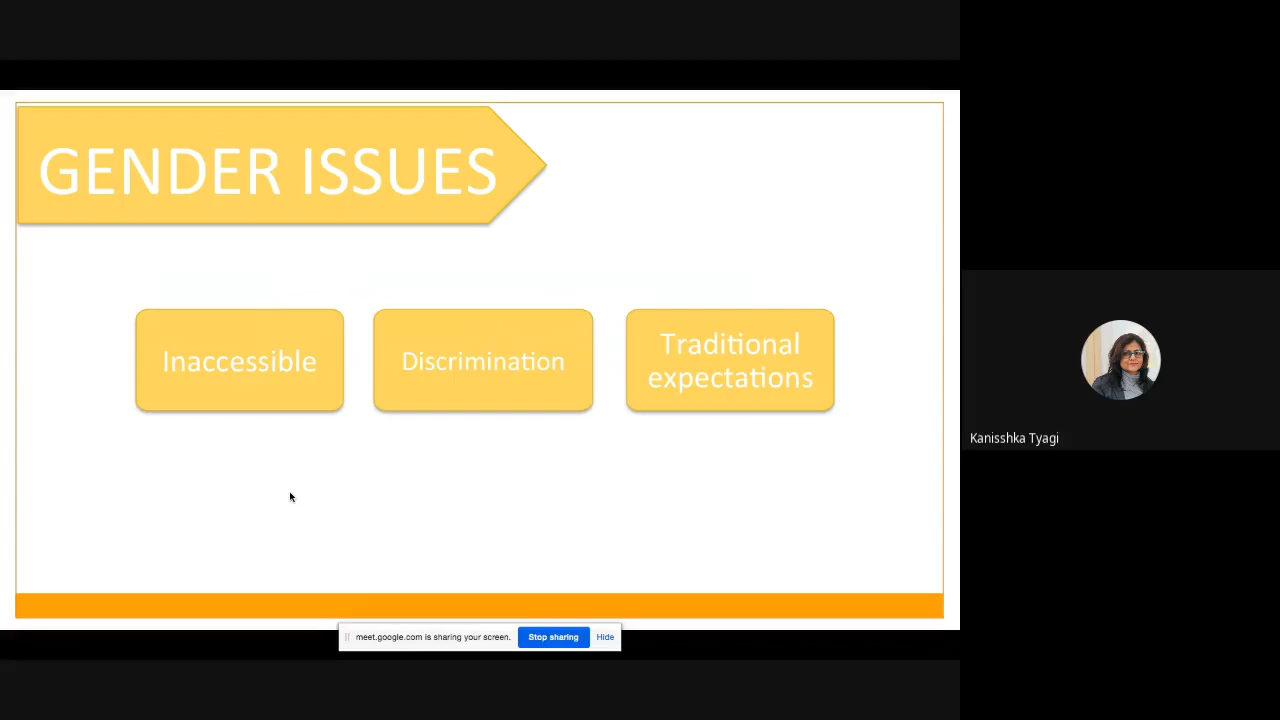 GENDER ISSUES
Inaccessible
Discrimination
Traditional
expectations
Kanisshka Tyagi
meet.google.com is sharing your screen.
Stop sharing
Hide